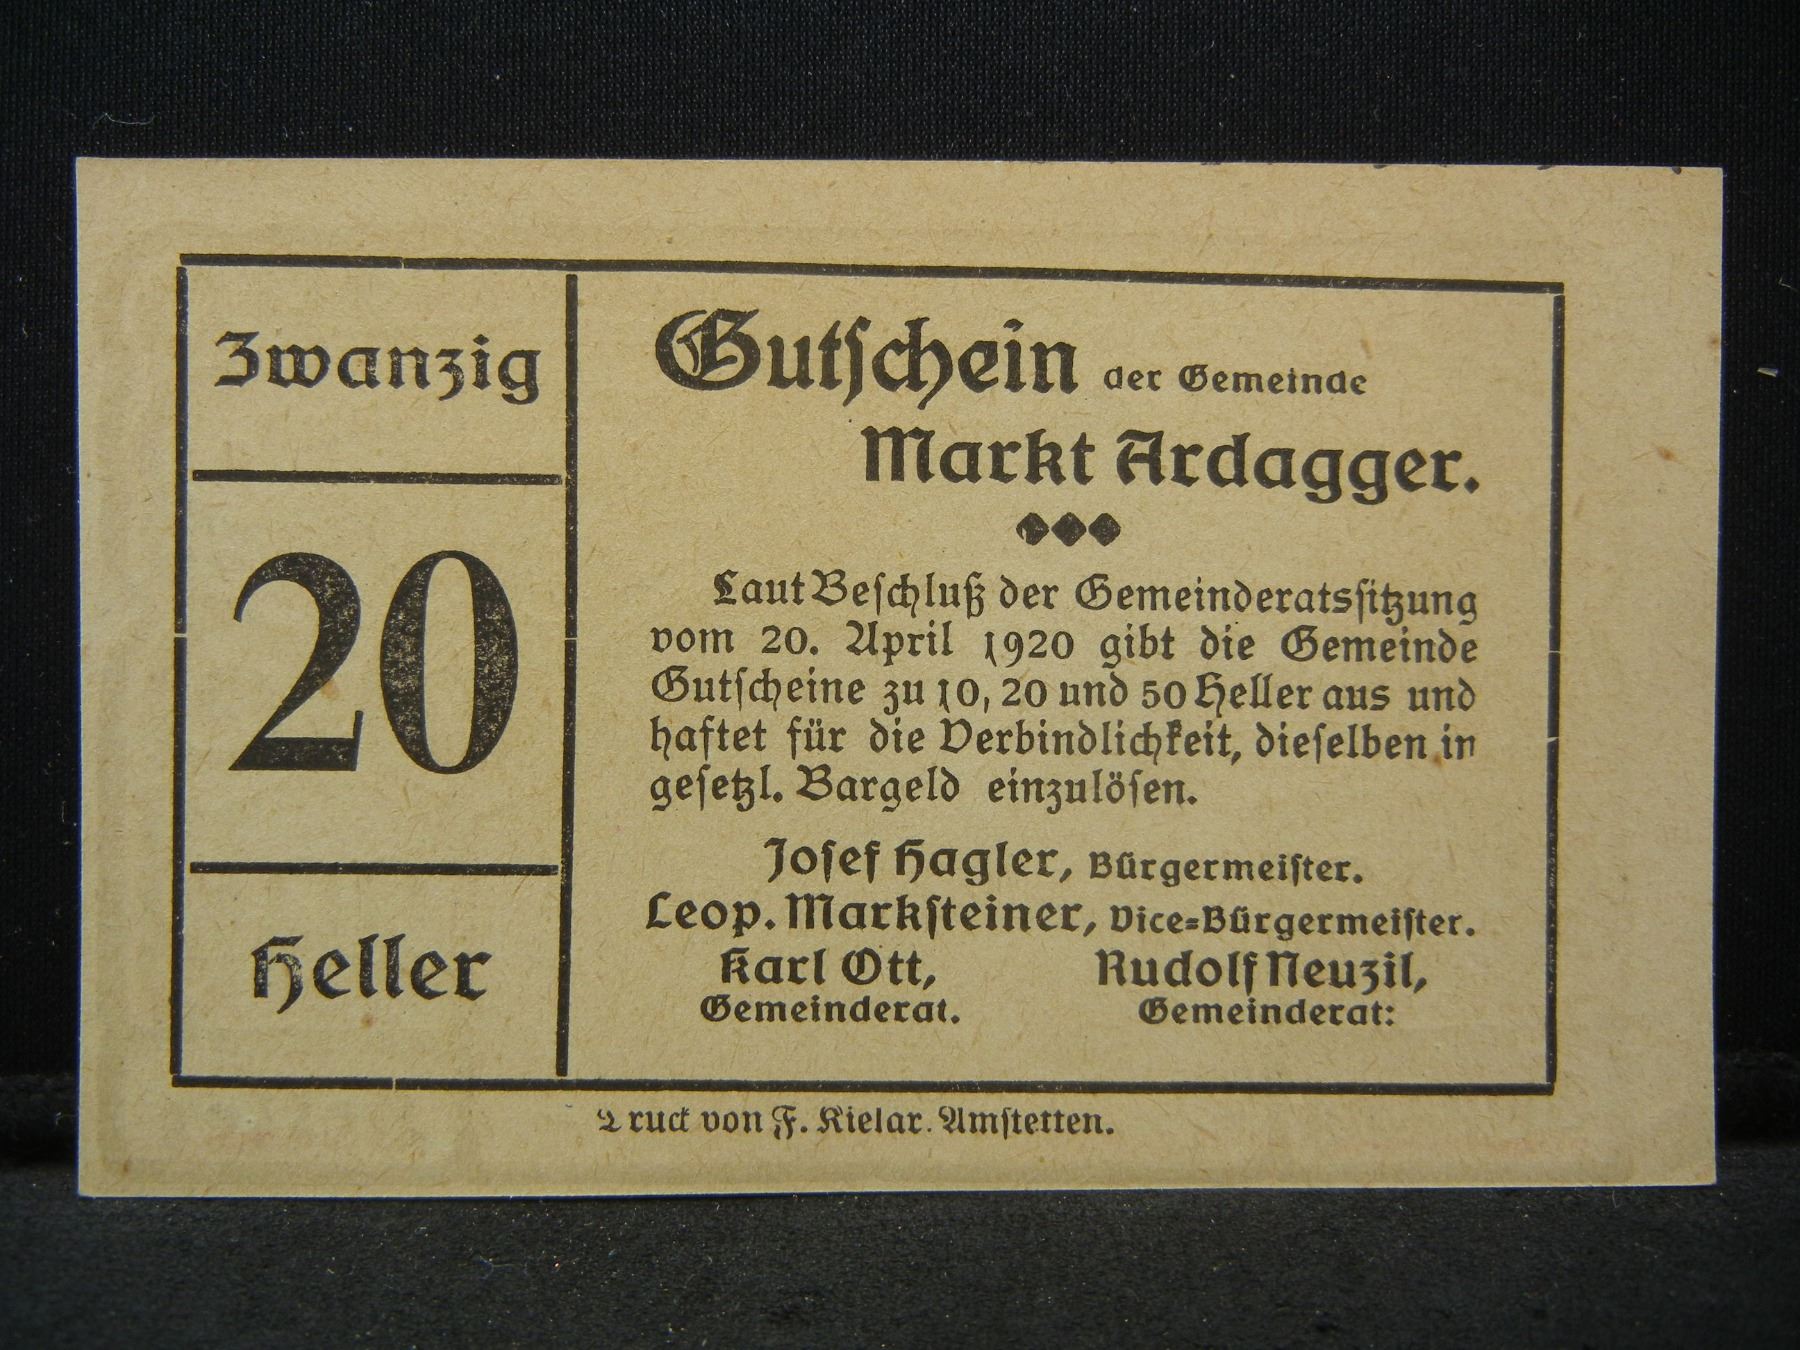 Zwanzig
20
Heller
Gutschein der Gemeinde
Markt Ardagger.
Laut Beschluß der Gemeinderatssitzung
vom 20. April 1920 gibt die Gemeinde
Gutscheine zu 10, 20 und 50 Heller aus und
haftet für die Verbindlichkeit, dieselben in
gesetzl. Bargeld einzulösen.
Josef Hagler, Bürgermeister.
Leop. Marksteiner, Vice=Bürgermeister.
Karl Ott, Rudolf Neuzil,
Gemeinderat. Gemeinderat:
Druck von F. Kielar. Amstetten.